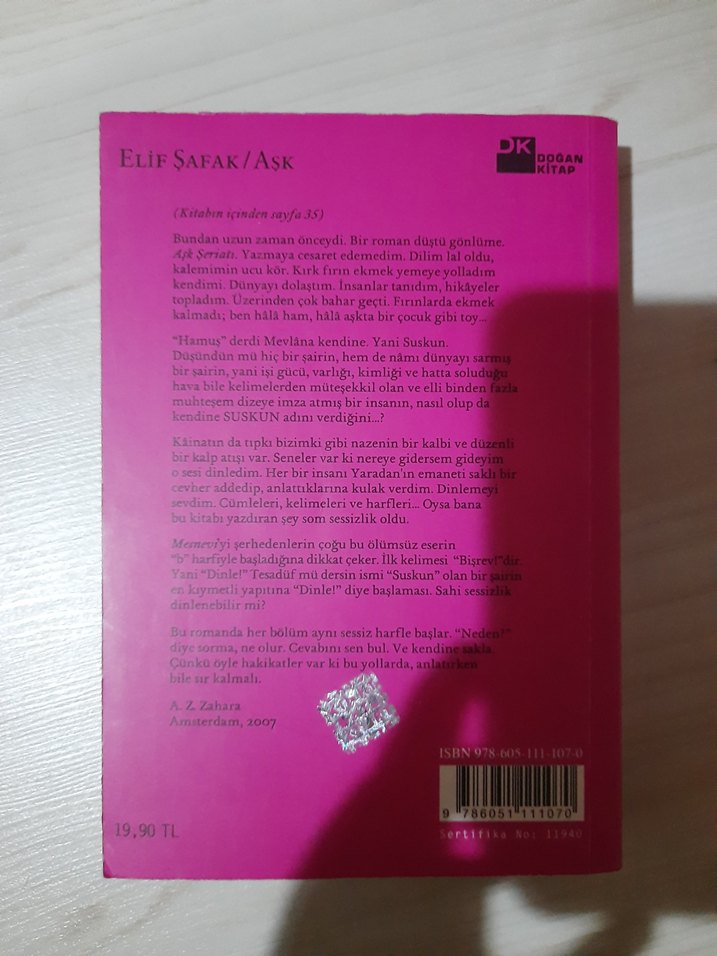 ELİF ŞAFAK / AŞK
DK DOĞAN
KİTAP
(Kitabın içinden sayfa 35)
Bundan uzun zaman önceydi. Bir roman düştü gönlüme.
Aşk Şeriatı. Yazmaya cesaret edemedim. Dilim lal oldu,
kalemimin ucu kör. Kırk fırın ekmek yemeye yolladım
kendimi. Dünyayı dolaştım. İnsanlar tanıdım, hikâyeler
topladım. Üzerinden çok bahar geçti. Fırınlarda ekmek
kalmadı; ben hâlâ ham, hâlâ aşkta bir çocuk gibi toy...
“Hamuş” derdi Mevlâna kendine. Yani Suskun.
Düşündün mü hiç bir şairin, hem de nâmı dünyayı sarmış
bir şairin, yani işi gücü, varlığı, kimliği ve hatta soluduğu
hava bile kelimelerden müteşekkil olan ve elli binden fazla
muhteşem dizeye imza atmış bir insanın, nasıl olup da
kendine SUSKUN adını verdiğini...?
Kâinatın da tıpkı bizimki gibi nazenin bir kalbi ve düzenli
bir kalp atışı var. Seneler var ki nereye gidersem gideyim
o sesi dinledim. Her bir insanı Yaradan'ın emaneti saklı bir
cevher addedip, anlattıklarına kulak verdim. Dinlemeyi
sevdim. Cümleleri, kelimeleri ve harfleri... Oysa bana
bu kitabı yazdıran şey som sessizlik oldu.
Mesnevi'yi şerhedenlerin çoğu bu ölümsüz eserin
“b” harfiyle başladığına dikkat çeker. İlk kelimesi “Bişrev!”dir.
Yani “Dinle!” Tesadüf mü dersin ismi “Suskun” olan bir şairin
en kıymetli yapıtına “Dinle!” diye başlaması. Sahi sessizlik
dinlenebilir mi?
Bu romanda her bölüm aynı sessiz harfle başlar. “Neden?”
diye sorma, ne olur. Cevabını sen bul. Ve kendine sakla.
Çünkü öyle hakikatler var ki bu yollarda, anlatırken
bile sır kalmalı.
A. Z. Zahara
Amsterdam, 2007
ISBN 978-605-111-107-0
9 786051 111070
Sertifika No: 11940
19,90 TL